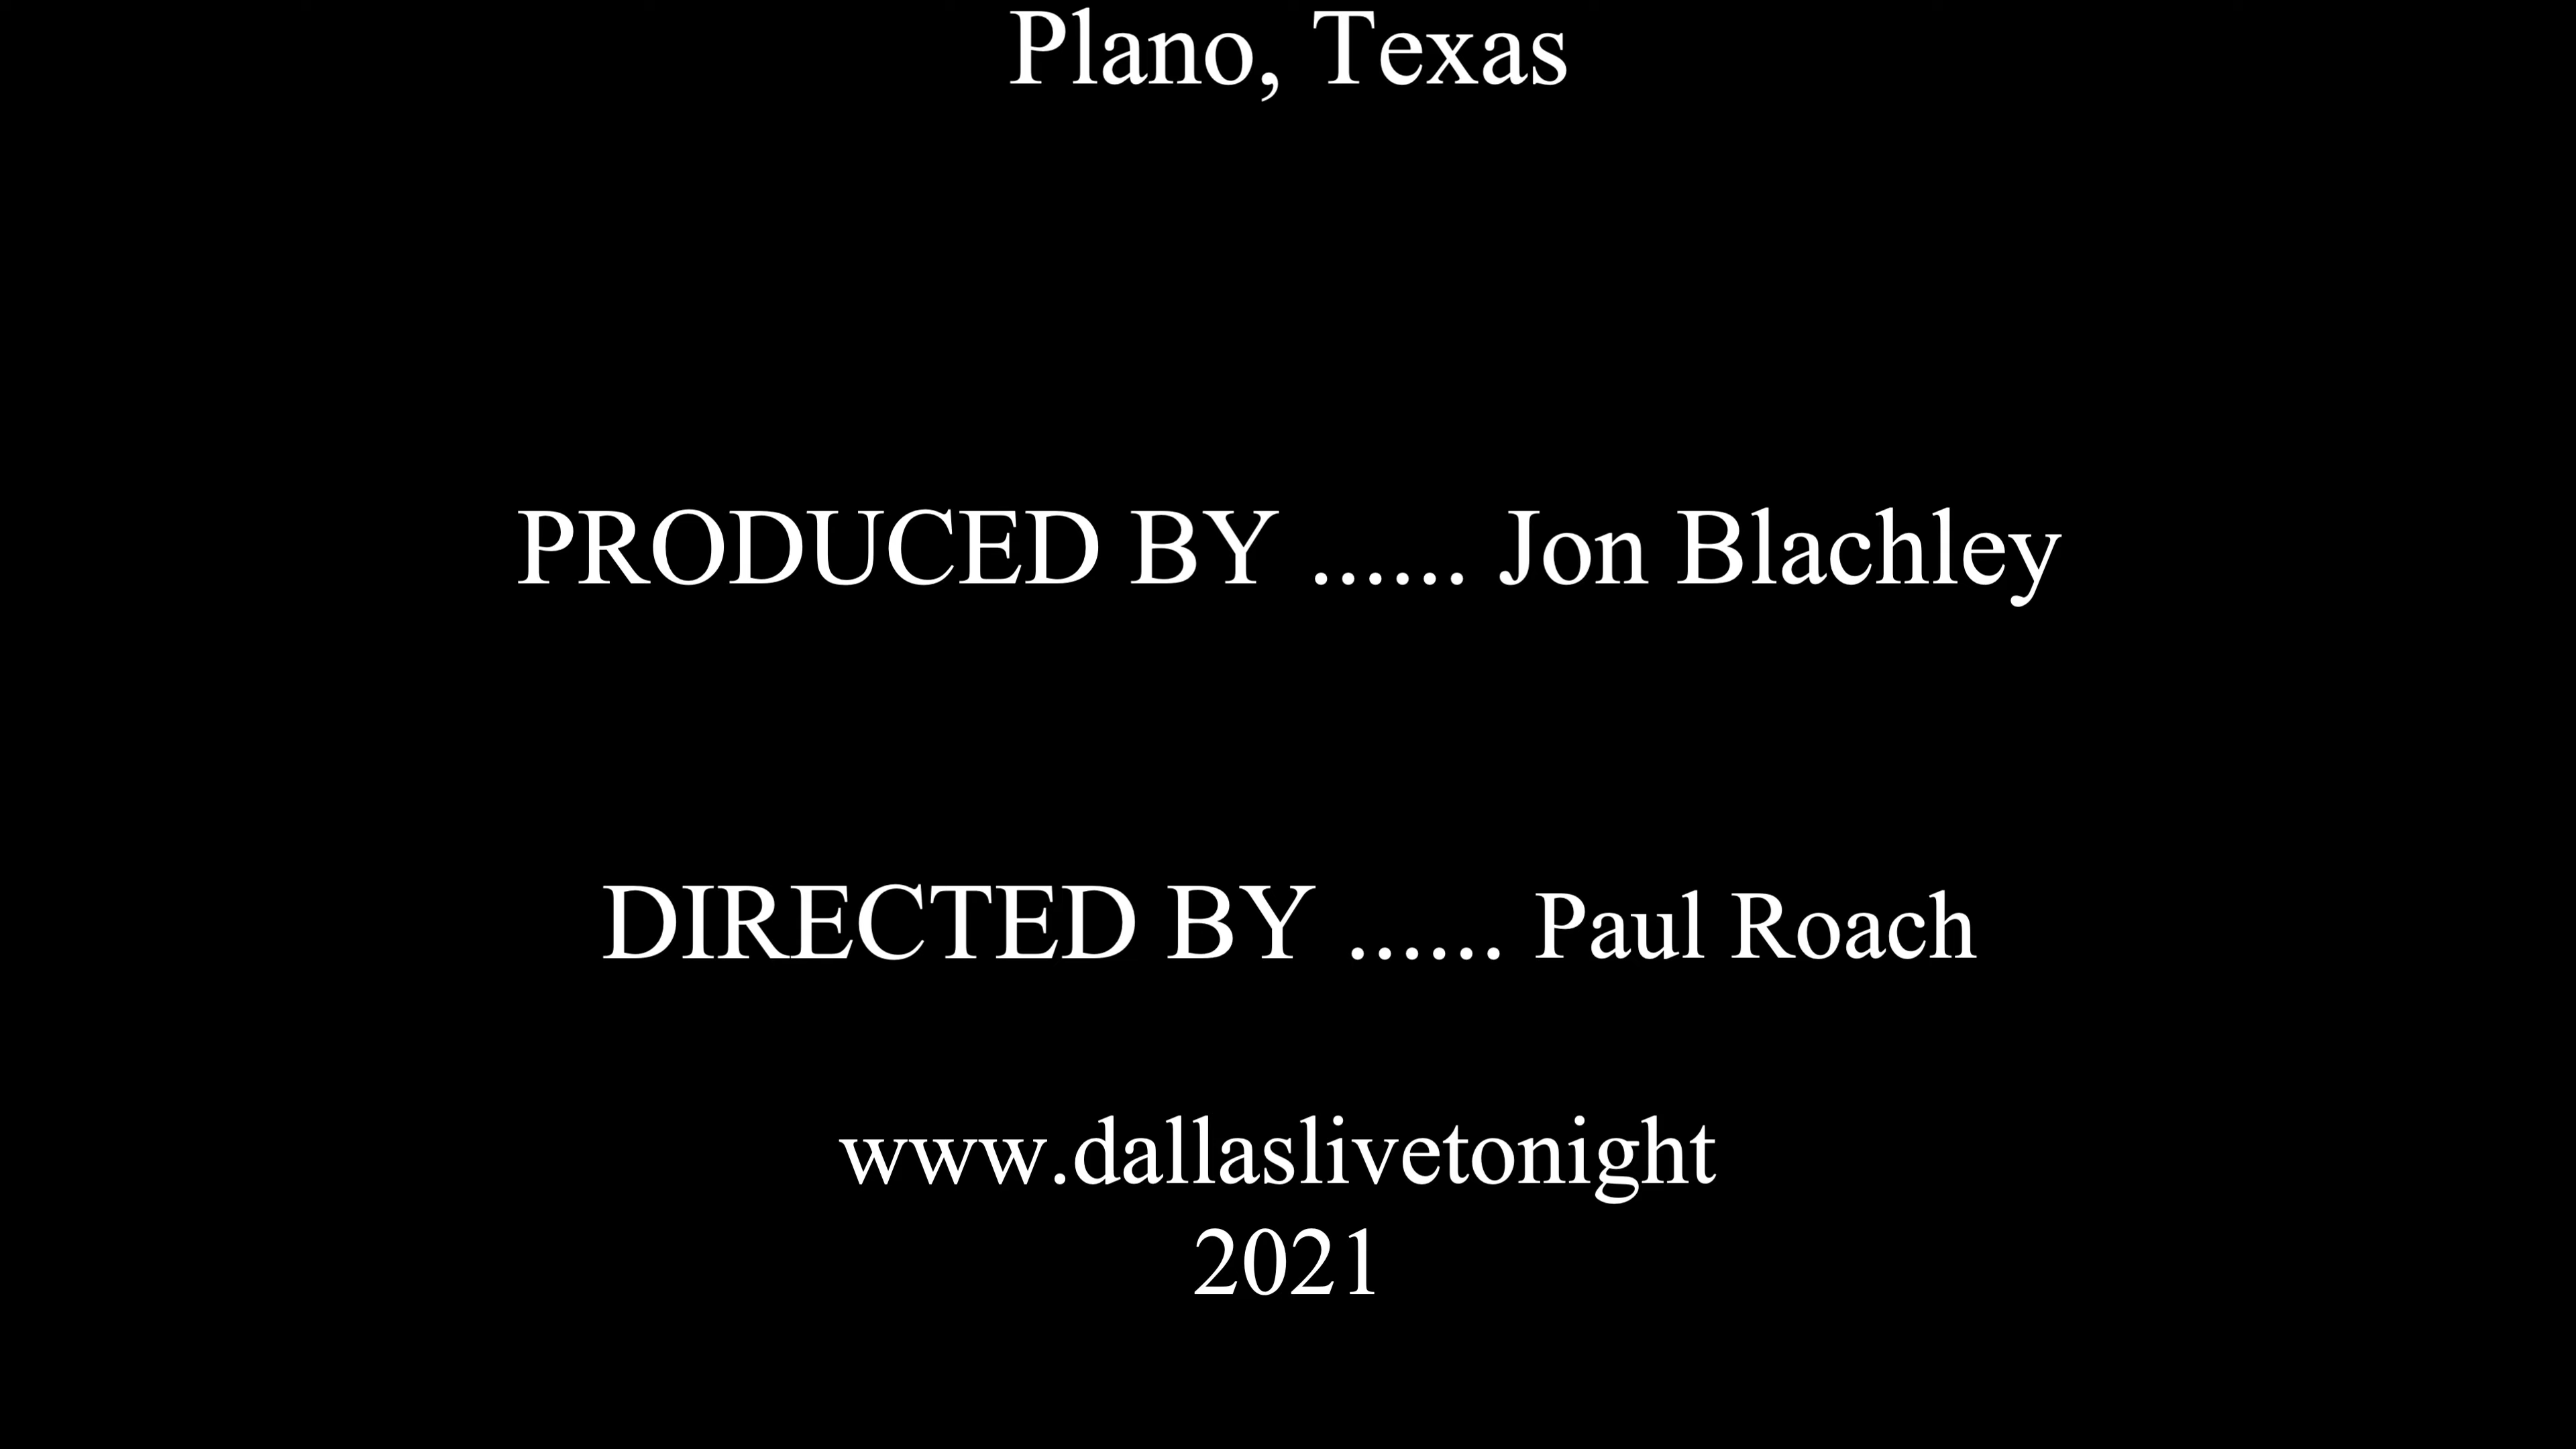 Plano, Texas
PRODUCED BY ...... Jon Blachley
DIRECTED BY ...... Paul Roach
www.dallaslivetonight
2021